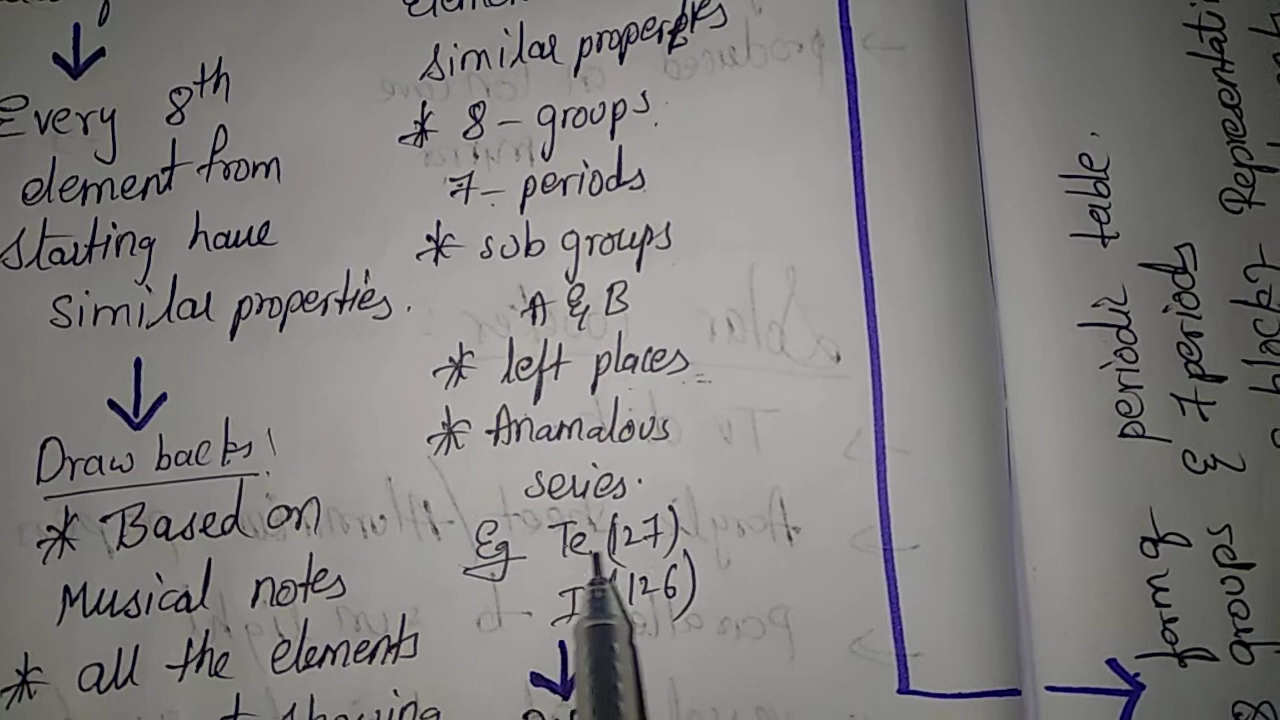 Every 8th
element from
starting have
similar properties.
Draw backs!
* Based on
Musical notes
* all the elements
showing
similar properties
* 8 - groups.
7 - periods
* sub groups
A & B
* left places
* Anamalous
series.
Eg Te (127)
I (126)
form of periodic table.
groups & 7 periods
block? Representati